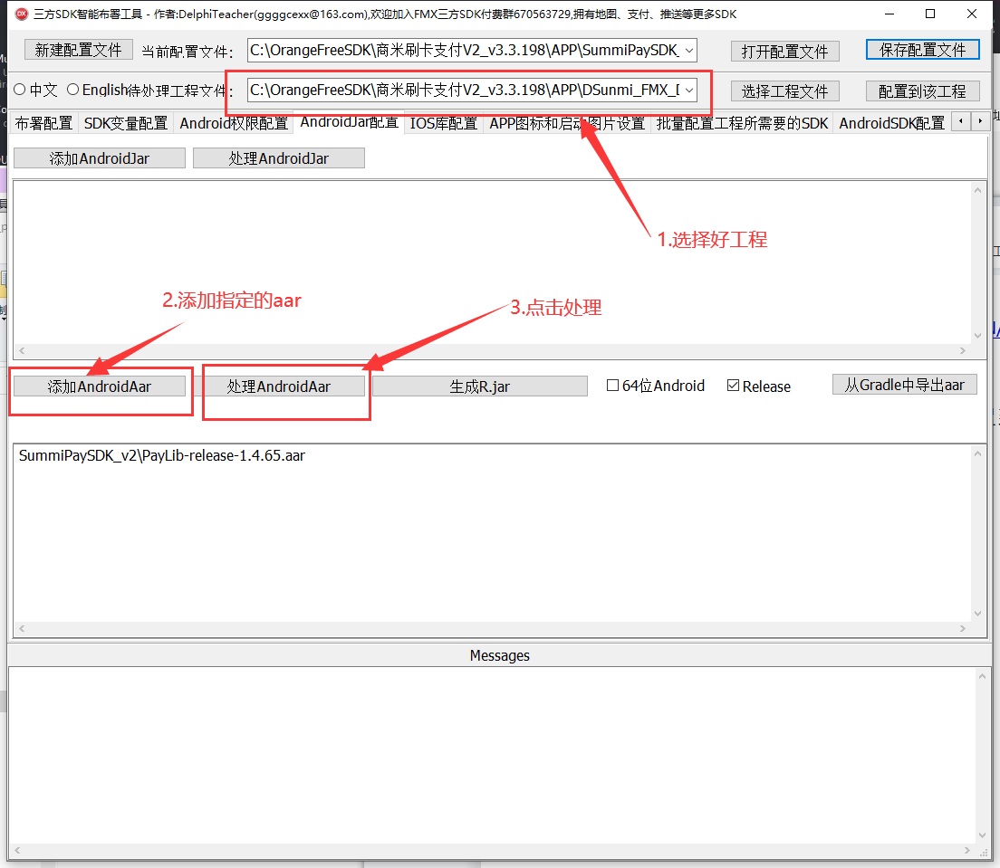 三方SDK智能布署工具 - 作者:DelphiTeacher(ggggcexx@163.com),欢迎加入FMX三方SDK付费群670563729,拥有地图、支付、推送等更多SDK
新建配置文件 当前配置文件: C:\OrangeFreeSDK\商米刷卡支付V2_v3.3.198\APP\SummiPaySDK_ 打开配置文件 保存配置文件
中文 English 待处理工程文件: C:\OrangeFreeSDK\商米刷卡支付V2_v3.3.198\APP\DSunmi_FMX_D 选择工程文件 配置到该工程
布署配置 SDK变量配置 Android权限配置 AndroidJar配置 IOS库配置 APP图标和启动图片设置 批量配置工程所需要的SDK AndroidSDK配置
添加AndroidJar 处理AndroidJar
1.选择好工程
2.添加指定的aar
3.点击处理
添加AndroidAar 处理AndroidAar 生成R.jar 64位Android Release 从Gradle中导出aar
SummiPaySDK_v2\PayLib-release-1.4.65.aar
Messages